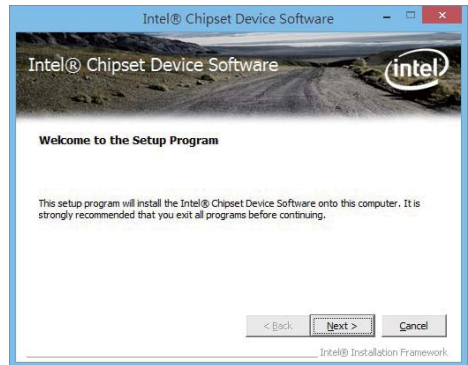 Intel® Chipset Device Software
Intel® Chipset Device Software
intel
Welcome to the Setup Program
This setup program will install the Intel® Chipset Device Software onto this computer. It is
strongly recommended that you exit all programs before continuing.
< Back Next > Cancel
Intel® Installation Framework